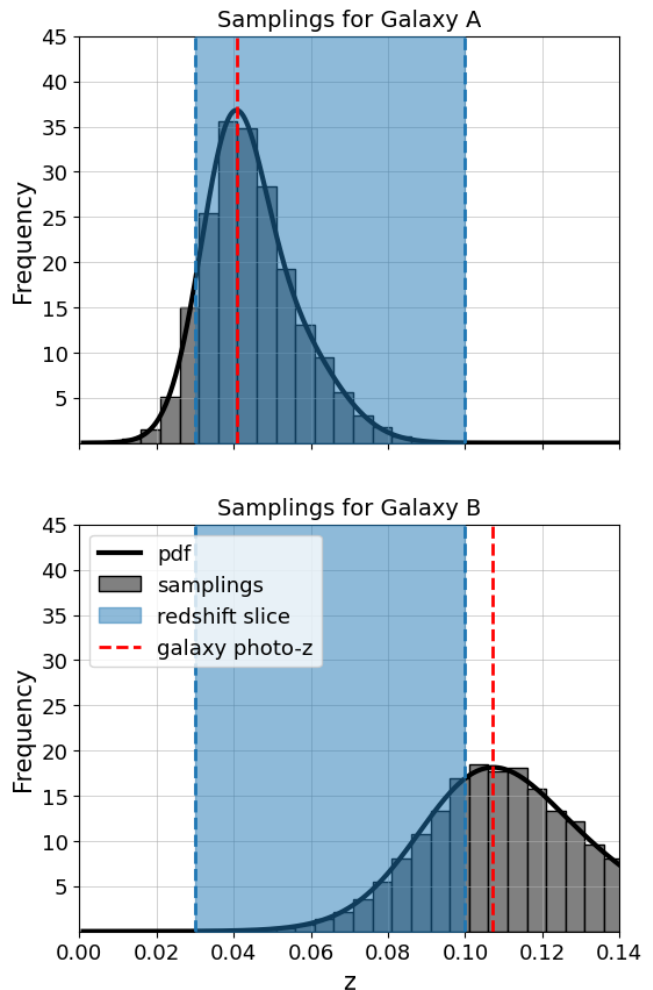 Samplings for Galaxy A
45
40
35
30
25
20
15
10
5
Frequency
Samplings for Galaxy B
45
40
35
30
25
20
15
10
5
Frequency
pdf
samplings
redshift slice
galaxy photo-z
0.00 0.02 0.04 0.06 0.08 0.10 0.12 0.14
z